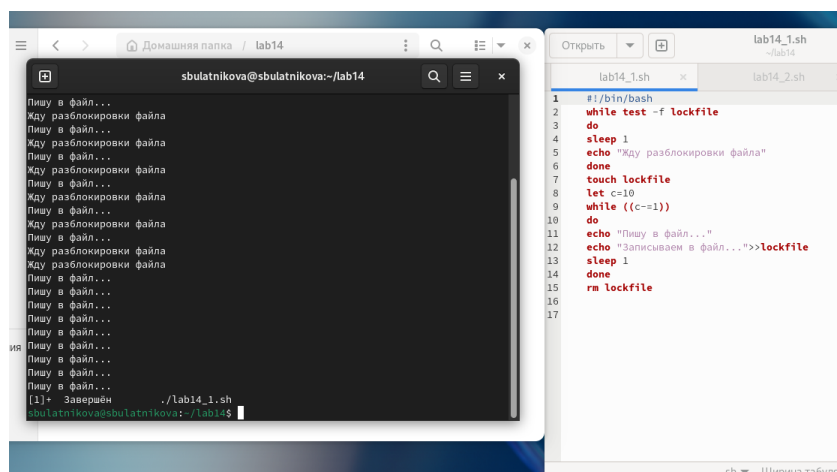 Домашняя папка / lab14
sbulatnikova@sbulatnikova:~/lab14
Пишу в файл...
Жду разблокировки файла
Пишу в файл...
Жду разблокировки файла
Пишу в файл...
Жду разблокировки файла
Пишу в файл...
Жду разблокировки файла
Пишу в файл...
Жду разблокировки файла
Пишу в файл...
Жду разблокировки файла
Жду разблокировки файла
Пишу в файл...
Пишу в файл...
Пишу в файл...
Пишу в файл...
Пишу в файл...
Пишу в файл...
Пишу в файл...
Пишу в файл...
Пишу в файл...
[1]+ Завершён ./lab14_1.sh
sbulatnikova@sbulatnikova:~/lab14$
Открыть
lab14_1.sh
~/lab14
lab14_1.sh
lab14_2.sh
1 #!/bin/bash
2 while test -f lockfile
3 do
4 sleep 1
5 echo "Жду разблокировки файла"
6 done
7 touch lockfile
8 let c=10
9 while ((c-=1))
10 do
11 echo "Пишу в файл..."
12 echo "Записываем в файл...">>lockfile
13 sleep 1
14 done
15 rm lockfile
16
17